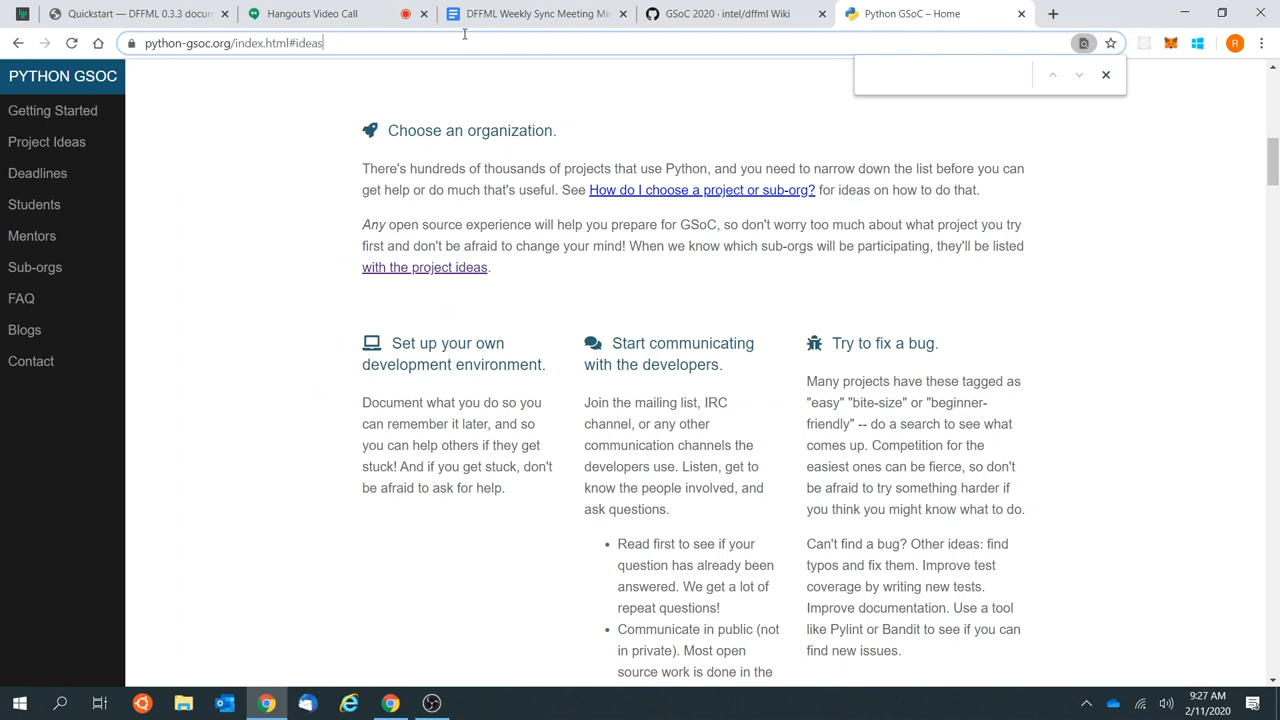 Quickstart — DFFML 0.3.3 docum
Hangouts Video Call
DFFML Weekly Sync Meeting Min
GSoC 2020 · intel/dffml Wiki
Python GSoC – Home
python-gsoc.org/index.html#ideas
R
PYTHON GSOC
Getting Started
Project Ideas
Deadlines
Students
Mentors
Sub-orgs
FAQ
Blogs
Contact
Choose an organization.
There's hundreds of thousands of projects that use Python, and you need to narrow down the list before you can
get help or do much that's useful. See How do I choose a project or sub-org? for ideas on how to do that.
Any open source experience will help you prepare for GSoC, so don't worry too much about what project you try
first and don't be afraid to change your mind! When we know which sub-orgs will be participating, they'll be listed
with the project ideas.
Set up your own
development environment.
Document what you do so you
can remember it later, and so
you can help others if they get
stuck! And if you get stuck, don't
be afraid to ask for help.
Start communicating
with the developers.
Join the mailing list, IRC
channel, or any other
communication channels the
developers use. Listen, get to
know the people involved, and
ask questions.
• Read first to see if your
question has already been
answered. We get a lot of
repeat questions!
• Communicate in public (not
in private). Most open
source work is done in the
Try to fix a bug.
Many projects have these tagged as
"easy" "bite-size" or "beginner-
friendly" -- do a search to see what
comes up. Competition for the
easiest ones can be fierce, so don't
be afraid to try something harder if
you think you might know what to do.
Can't find a bug? Other ideas: find
typos and fix them. Improve test
coverage by writing new tests.
Improve documentation. Use a tool
like Pylint or Bandit to see if you can
find new issues.
9:27 AM
2/11/2020